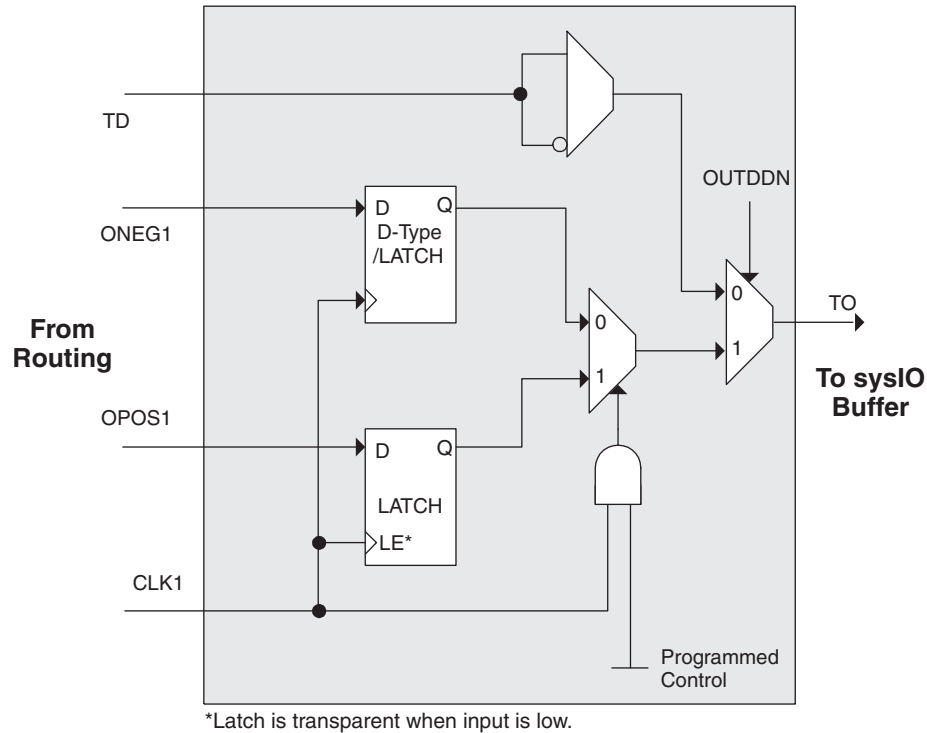 TD
OUTDDN
ONEG1
D
Q
D-Type
/LATCH
0
TO
From
Routing
0
1
1
To sysIO
Buffer
OPOS1
D
Q
LATCH
LE*
CLK1
Programmed
Control
*Latch is transparent when input is low.